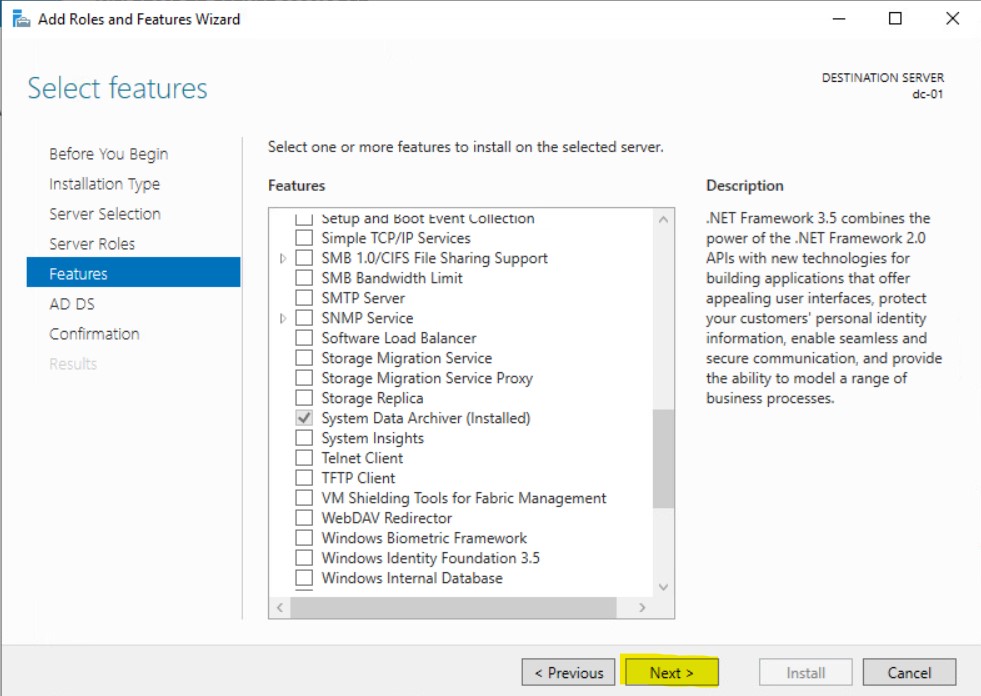 Add Roles and Features Wizard
Select features
DESTINATION SERVER
dc-01
Before You Begin
Installation Type
Server Selection
Server Roles
Features
AD DS
Confirmation
Results
Select one or more features to install on the selected server.
Features
Setup and Boot Event Collection
Simple TCP/IP Services
SMB 1.0/CIFS File Sharing Support
SMB Bandwidth Limit
SMTP Server
SNMP Service
Software Load Balancer
Storage Migration Service
Storage Migration Service Proxy
Storage Replica
System Data Archiver (Installed)
System Insights
Telnet Client
TFTP Client
VM Shielding Tools for Fabric Management
WebDAV Redirector
Windows Biometric Framework
Windows Identity Foundation 3.5
Windows Internal Database
Description
.NET Framework 3.5 combines the
power of the .NET Framework 2.0
APIs with new technologies for
building applications that offer
appealing user interfaces, protect
your customers' personal identity
information, enable seamless and
secure communication, and provide
the ability to model a range of
business processes.
< Previous
Next >
Install
Cancel